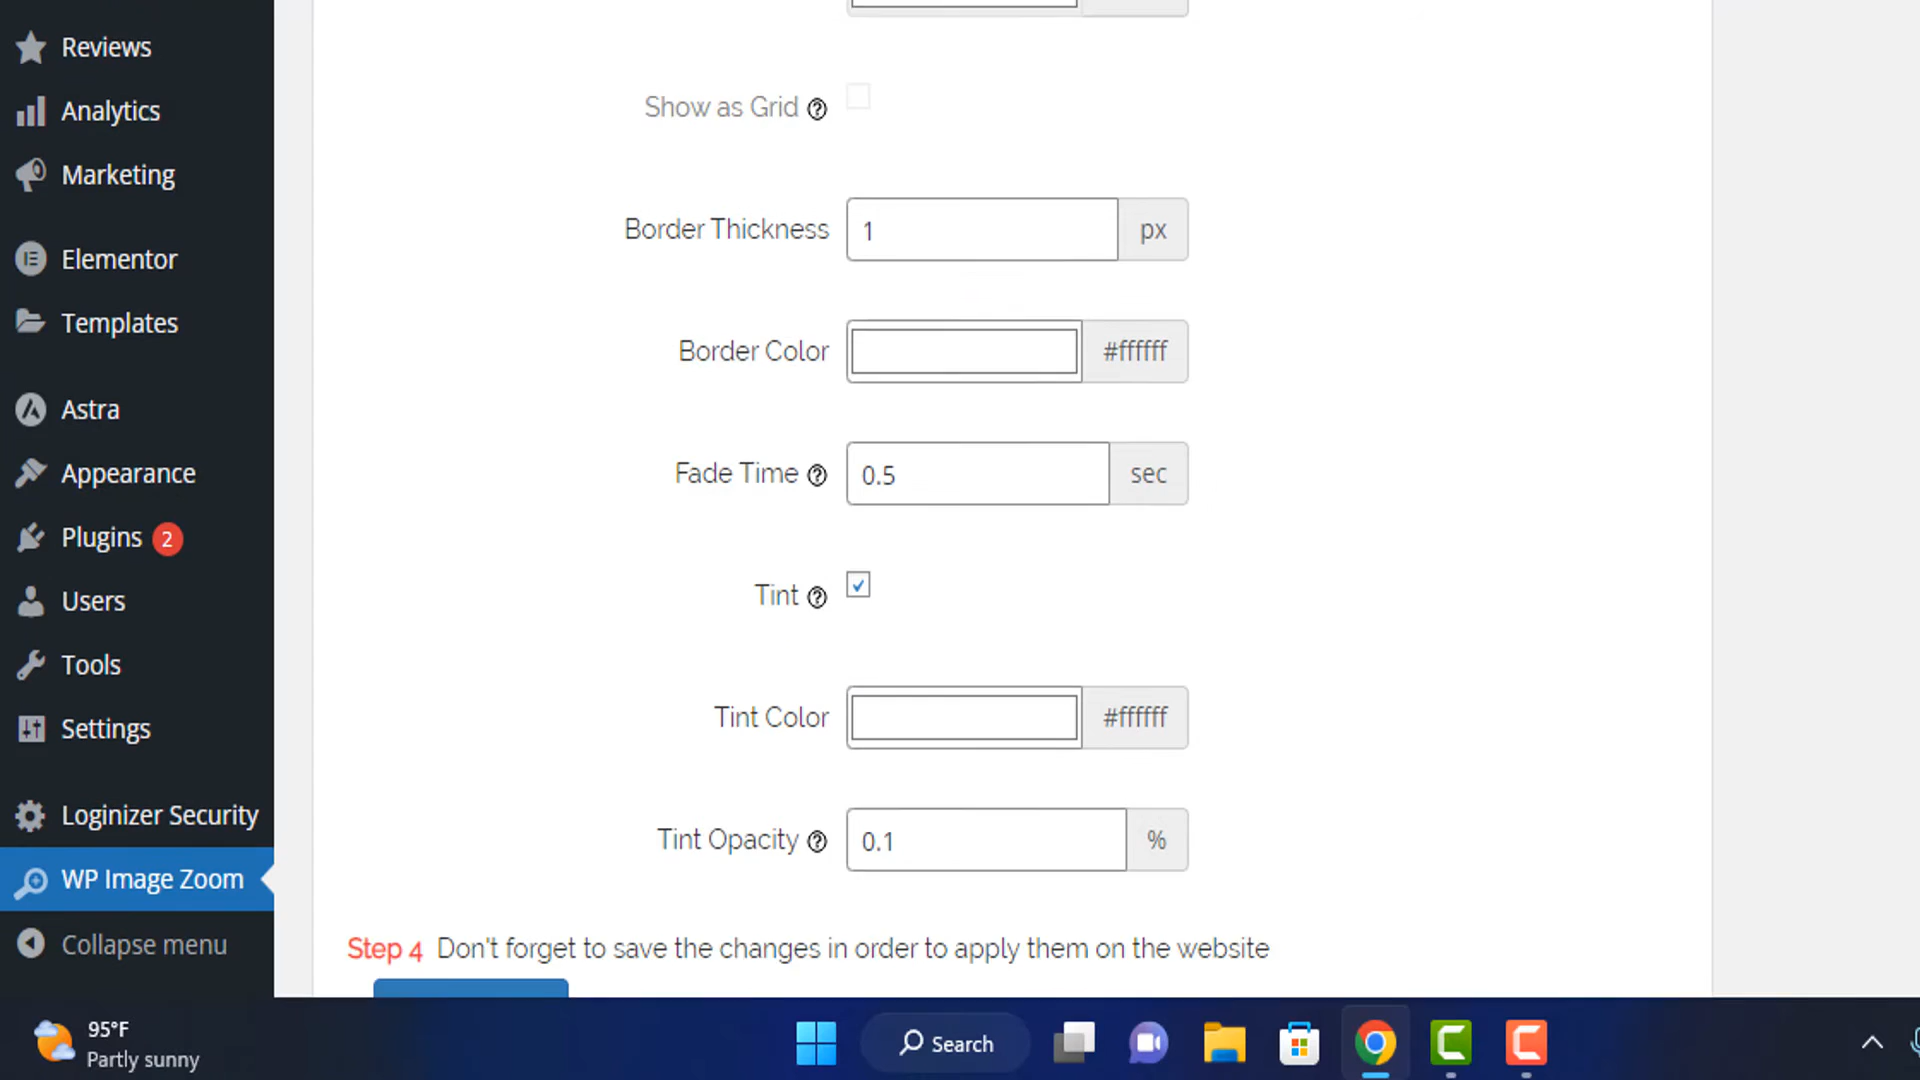 Reviews
Analytics
Marketing
Elementor
Templates
Astra
Appearance
Plugins 2
Users
Tools
Settings
Loginizer Security
WP Image Zoom
Collapse menu
Show as Grid ?
Border Thickness 1 px
Border Color #ffffff
Fade Time ? 0.5 sec
Tint ?
Tint Color #ffffff
Tint Opacity ? 0.1 %
Step 4 Don't forget to save the changes in order to apply them on the website
95°F
Partly sunny
Search